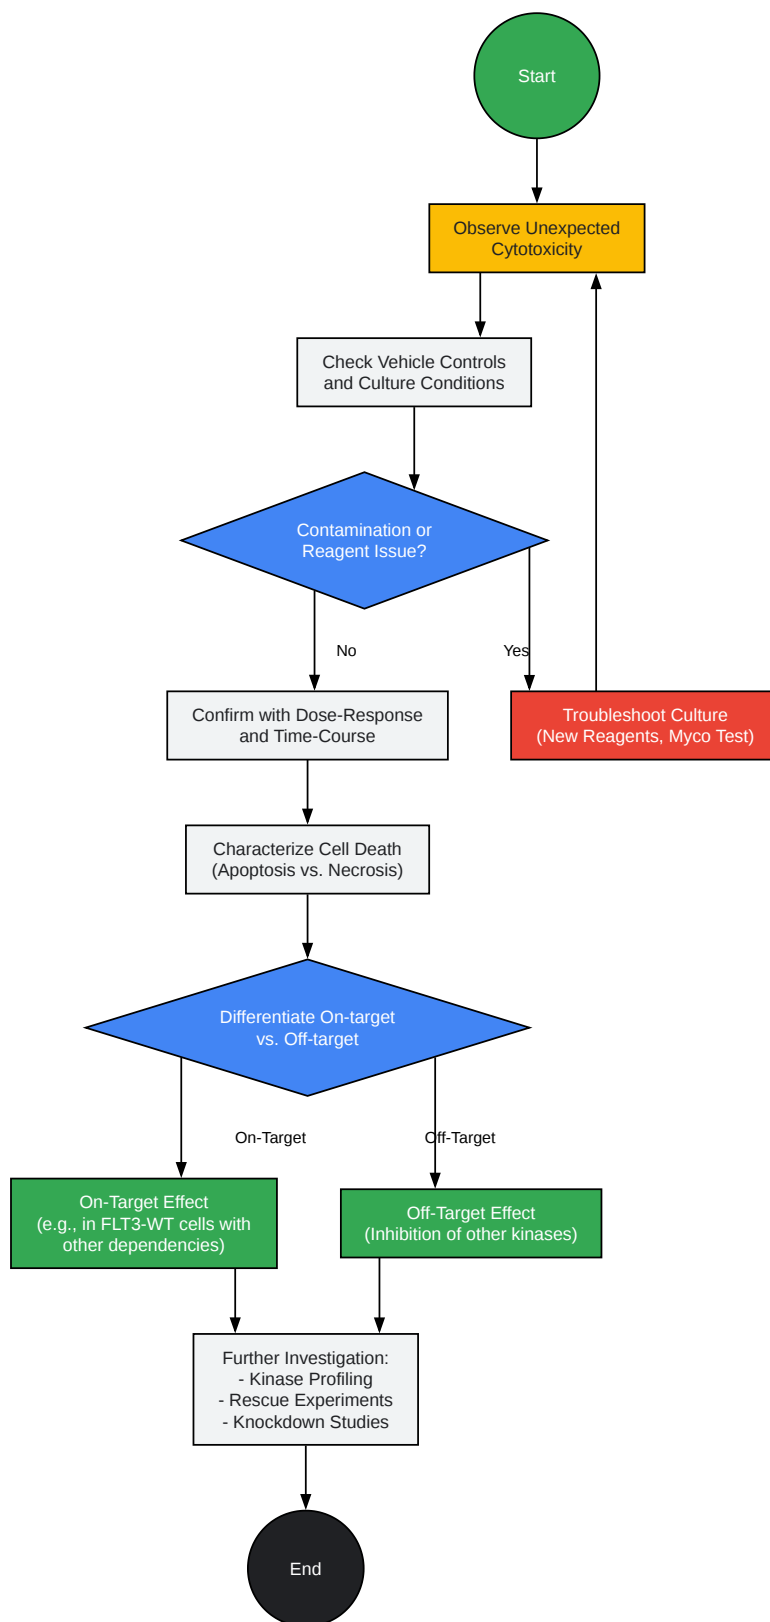 Start
Observe Unexpected
Cytotoxicity
Check Vehicle Controls
and Culture Conditions
Contamination or
Reagent Issue?
No
Yes
Confirm with Dose-Response
and Time-Course
Troubleshoot Culture
(New Reagents, Myco Test)
Characterize Cell Death
(Apoptosis vs. Necrosis)
Differentiate On-target
vs. Off-target
On-Target
Off-Target
On-Target Effect
(e.g., in FLT3-WT cells with
other dependencies)
Off-Target Effect
(Inhibition of other kinases)
Further Investigation:
- Kinase Profiling
- Rescue Experiments
- Knockdown Studies
End